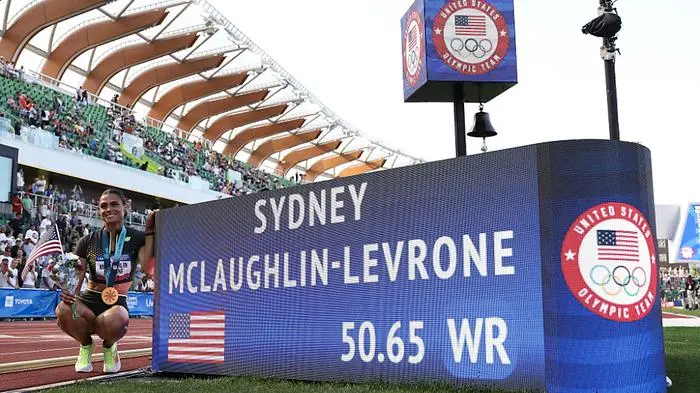 UNITED STATES
OLYMPIC TEAM
SYDNEY
MCLAUGHLIN-LEVRONE
50.65 WR
UNITED STATES
OLYMPIC TEAM
TOYOTA